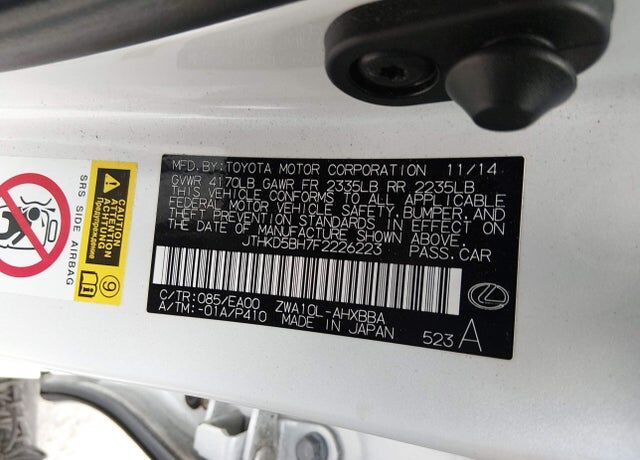 MFD.BY:TOYOTA MOTOR CORPORATION 11/14
GVWR 4170LB GAWR FR 2335LB RR 2235LB
THIS VEHICLE CONFORMS TO ALL APPLICABLE
FEDERAL MOTOR VEHICLE SAFETY, BUMPER, AND
THEFT PREVENTION STANDARDS IN EFFECT ON
THE DATE OF MANUFACTURE SHOWN ABOVE.
JTHKD5BH7F2226223 PASS.CAR
C/TR:085/EA00 ZWA10L-AHXBBA
A/TM:-01A/P410 MADE IN JAPAN
523 A
CAUTION
ATTENTION
ACHTUNG
Предупреждение
SRS SIDE AIRBAG
9